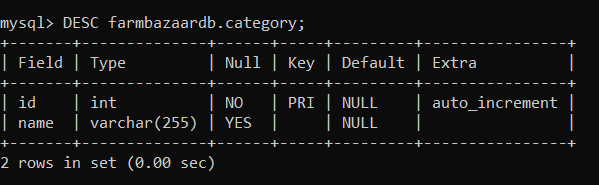 mysql> DESC farmbazaardb.category;
+-------+--------------+------+-----+---------+----------------+
| Field | Type         | Null | Key | Default | Extra          |
+-------+--------------+------+-----+---------+----------------+
| id    | int          | NO   | PRI | NULL    | auto_increment |
| name  | varchar(255) | YES  |     | NULL    |                |
+-------+--------------+------+-----+---------+----------------+
2 rows in set (0.00 sec)